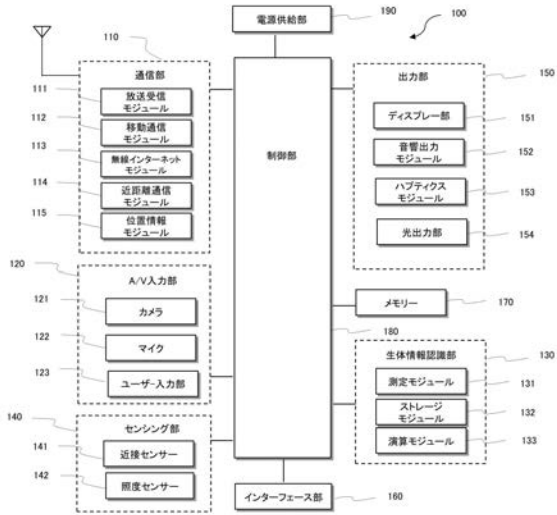 電源供給部
190
100
110
通信部
111
放送受信
モジュール
112
移動通信
モジュール
113
無線インターネット
モジュール
114
近距離通信
モジュール
115
位置情報
モジュール
120
A/V入力部
121
カメラ
122
マイク
123
ユーザ-入力部
140
センシング部
141
近接センサー
142
照度センサー
制御部
180
出力部
150
ディスプレー部
151
音響出力
モジュール
152
ハプティクス
モジュール
153
光出力部
154
メモリー
170
生体情報認識部
130
測定モジュール
131
ストレージ
モジュール
132
演算モジュール
133
インターフェース部
160